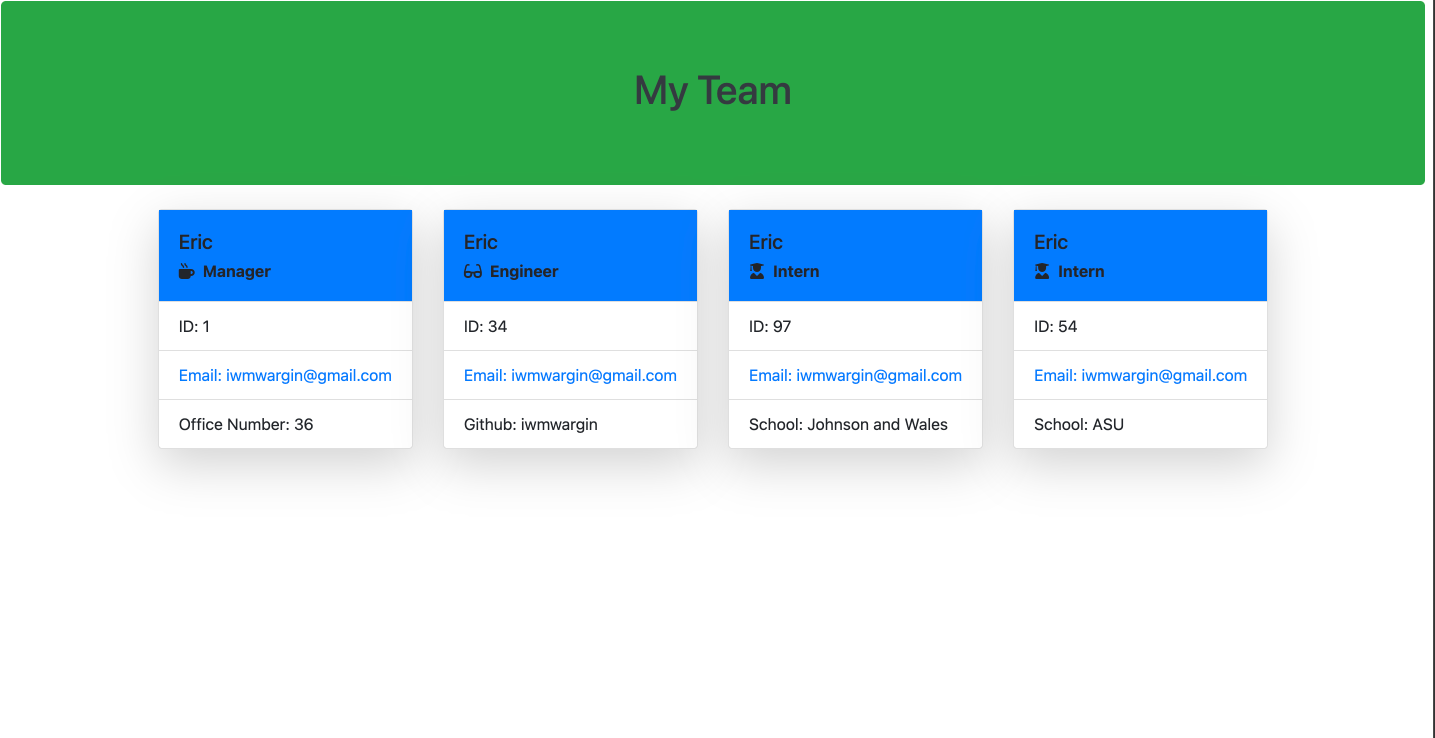 My Team
Eric
Manager
ID: 1
Email: iwmwargin@gmail.com
Office Number: 36
Eric
Engineer
ID: 34
Email: iwmwargin@gmail.com
Github: iwmwargin
Eric
Intern
ID: 97
Email: iwmwargin@gmail.com
School: Johnson and Wales
Eric
Intern
ID: 54
Email: iwmwargin@gmail.com
School: ASU